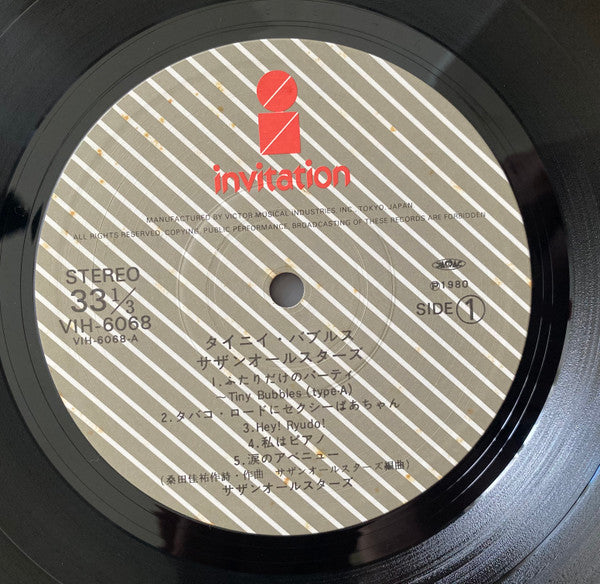 invitation
MANUFACTURED BY VICTOR MUSICAL INDUSTRIES, INC., TOKYO, JAPAN
ALL RIGHTS RESERVED. COPYING, PUBLIC PERFORMANCE, BROADCASTING OF THESE RECORDS ARE FORBIDDEN
STEREO
33 1/3
VIH-6068
VIH-6068-A
Ⓟ1980
SIDE ①
タイニイ・バブルス
サザンオールスターズ
1.ふたりだけのパーティ
〜Tiny Bubbles (type-A)
2.タバコ・ロードにセクシーばあちゃん
3.Hey! Ryudo!
4.私はピアノ
5.涙のアベニュー
(桑田佳祐作詩・作曲 サザンオールスターズ編曲)
サザンオールスターズ